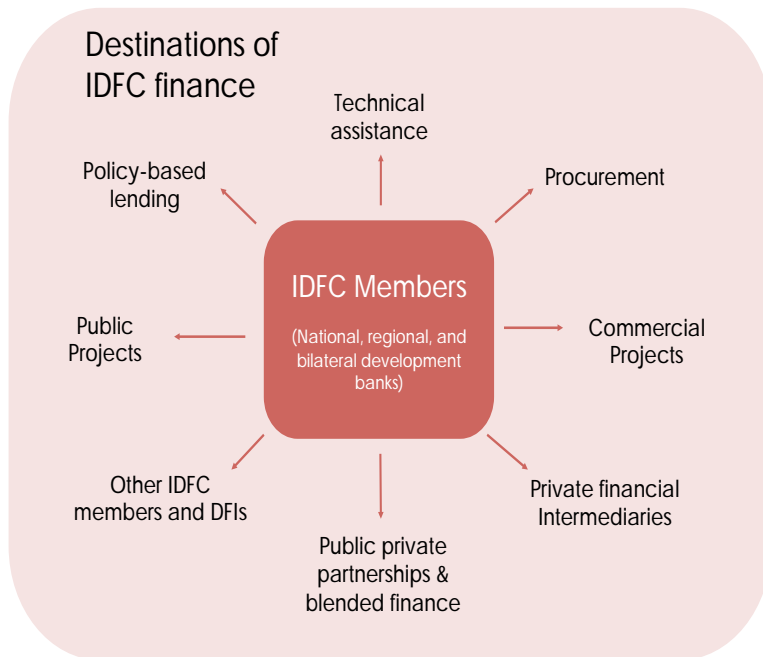 Destinations of
IDFC finance
Technical
assistance
Policy-based
lending
Procurement
IDFC Members
(National, regional, and
bilateral development
banks)
Public
Projects
Commercial
Projects
Other IDFC
members and DFIs
Private financial
Intermediaries
Public private
partnerships &
blended finance